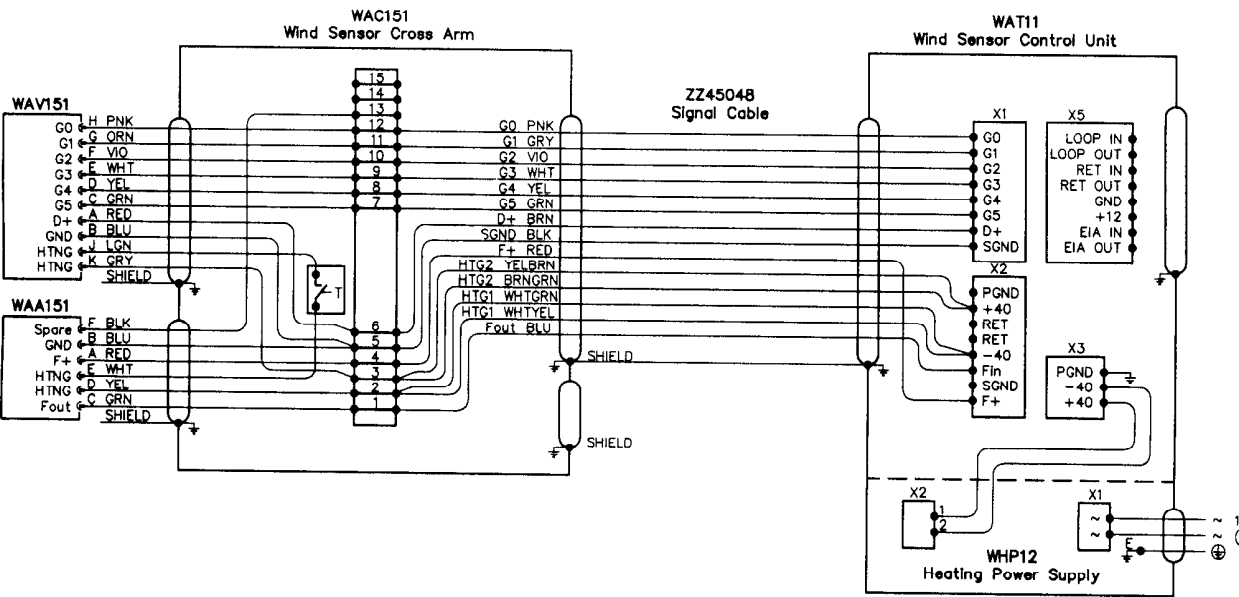 WAC151
Wind Sensor Cross Arm
WAT11
Wind Sensor Control Unit
ZZ45048
Signal Cable
WAV151
G0 H PNK
G1 G ORN
G2 F VIO
G3 E WHT
G4 D YEL
G5 C GRN
D+ A RED
GND B BLU
HTNG J LGN
HTNG K GRY
SHIELD
WAA151
Spare F BLK
GND B BLU
F+ A RED
HTNG E WHT
HTNG D YEL
Fout C GRN
SHIELD
T
15
14
13
12
11
10
9
8
7
6
5
4
3
2
1
G0 PNK
G1 GRY
G2 VIO
G3 WHT
G4 YEL
G5 GRN
D+ BRN
SGND BLK
F+ RED
HTG2 YELBRN
HTG2 BRNGRN
HTG1 WHTGRN
HTG1 WHTYEL
Fout BLU
SHIELD
SHIELD
X1
G0
G1
G2
G3
G4
G5
D+
SGND
X2
PGND
+40
RET
RET
-40
Fin
SGND
F+
X5
LOOP IN
LOOP OUT
RET IN
RET OUT
GND
+12
EIA IN
EIA OUT
X3
PGND
-40
+40
X2
1
2
X1
~ ~ 1
~ ~
E
WHP12
Heating Power Supply